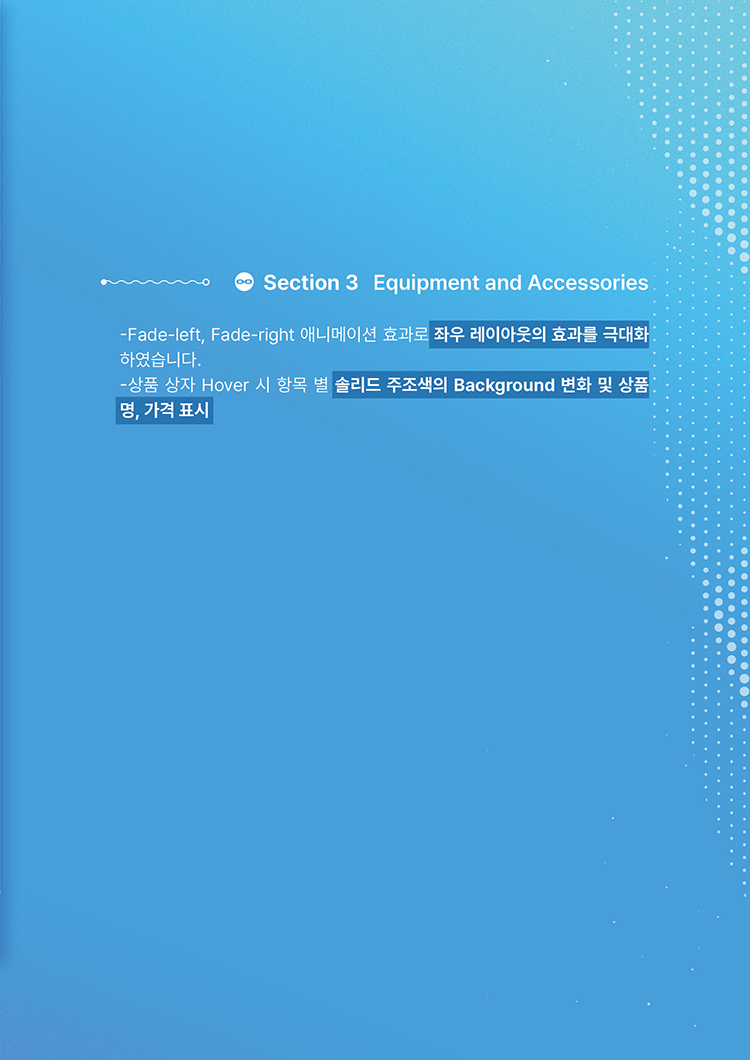 Section 3 Equipment and Accessories
-Fade-left, Fade-right 애니메이션 효과로 좌우 레이아웃의 효과를 극대화
하였습니다.
-상품 상자 Hover 시 항목 별 솔리드 주조색의 Background 변화 및 상품
명, 가격 표시